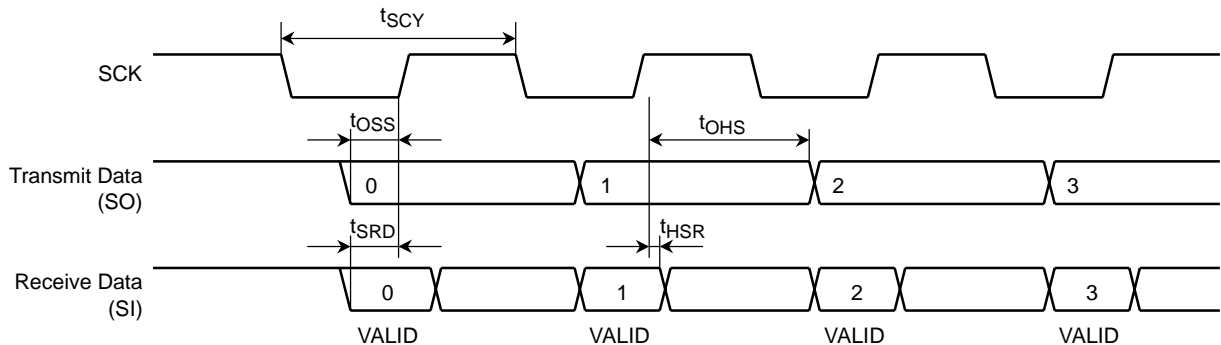 tSCY
SCK
tOSS
tOHS
Transmit Data
(SO)
0 1 2 3
tSRD
tHSR
Receive Data
(SI)
0 1 2 3
VALID VALID VALID VALID